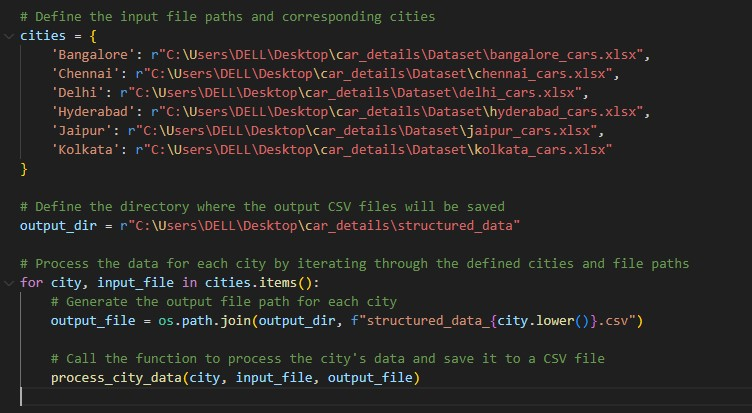 # Define the input file paths and corresponding cities
cities = {
    'Bangalore': r"C:\Users\DELL\Desktop\car_details\Dataset\bangalore_cars.xlsx",
    'Chennai': r"C:\Users\DELL\Desktop\car_details\Dataset\chennai_cars.xlsx",
    'Delhi': r"C:\Users\DELL\Desktop\car_details\Dataset\delhi_cars.xlsx",
    'Hyderabad': r"C:\Users\DELL\Desktop\car_details\Dataset\hyderabad_cars.xlsx",
    'Jaipur': r"C:\Users\DELL\Desktop\car_details\Dataset\jaipur_cars.xlsx",
    'Kolkata': r"C:\Users\DELL\Desktop\car_details\Dataset\kolkata_cars.xlsx"
}

# Define the directory where the output CSV files will be saved
output_dir = r"C:\Users\DELL\Desktop\car_details\structured_data"

# Process the data for each city by iterating through the defined cities and file paths
for city, input_file in cities.items():
    # Generate the output file path for each city
    output_file = os.path.join(output_dir, f"structured_data_{city.lower()}.csv")

    # Call the function to process the city's data and save it to a CSV file
    process_city_data(city, input_file, output_file)